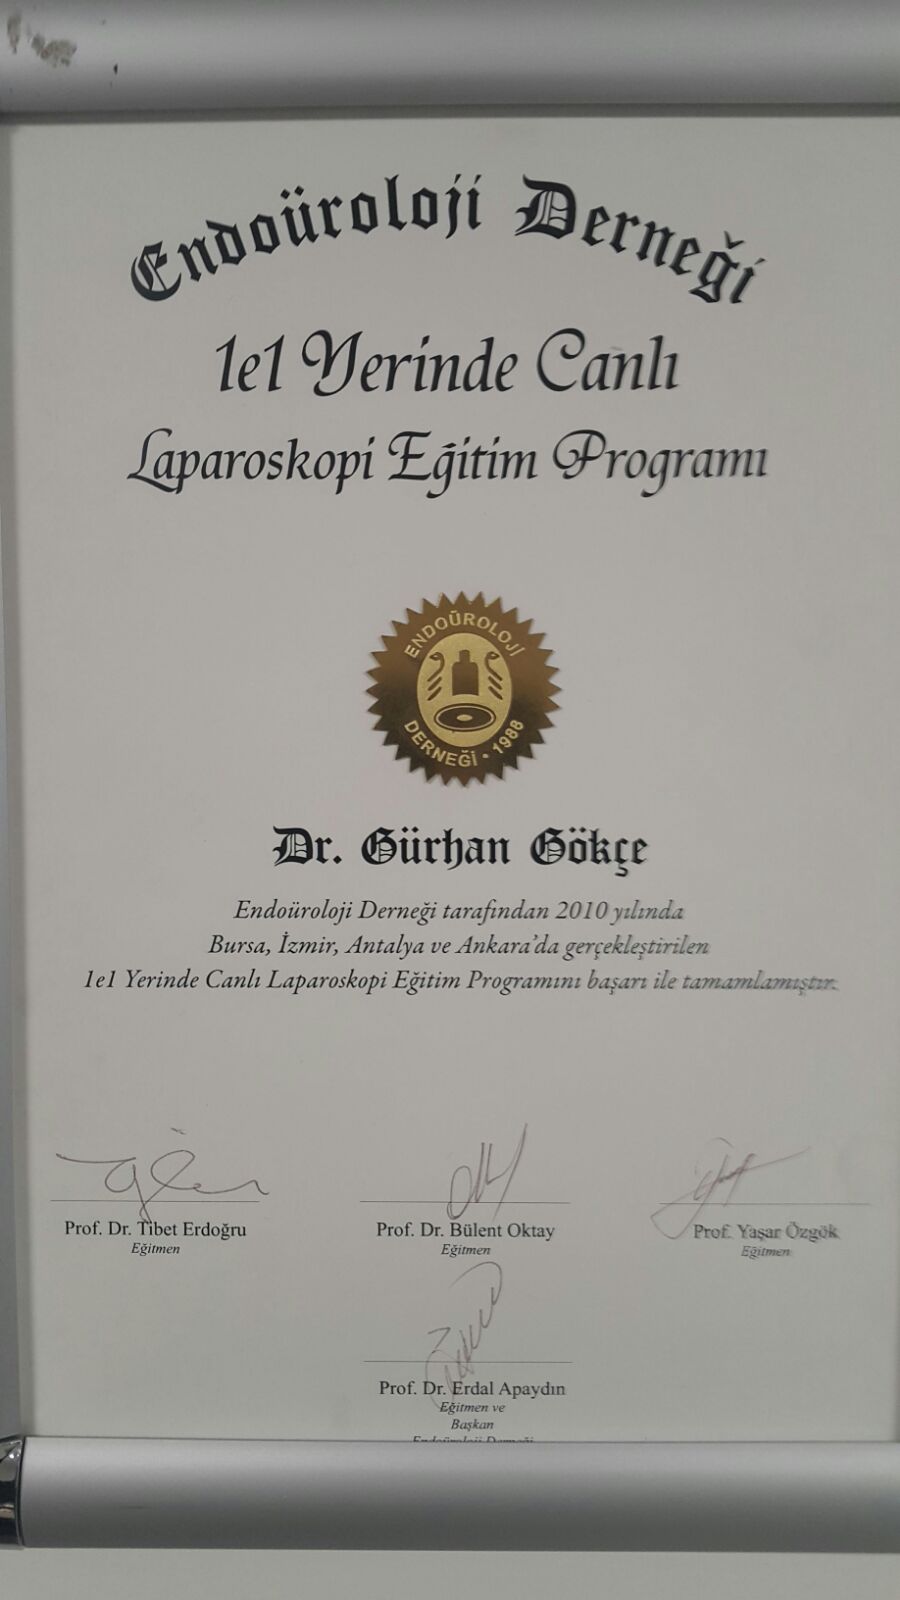 Endoüroloji Derneği
1e1 Yerinde Canlı
Laparoskopi Eğitim Programı
ENDOÜROLOJİ
DERNEĞİ • 1988
Dr. Gürhan Gökçe
Endoüroloji Derneği tarafından 2010 yılında
Bursa, İzmir, Antalya ve Ankara'da gerçekleştirilen
1e1 Yerinde Canlı Laparoskopi Eğitim Programını başarı ile tamamlamıştır.
Prof. Dr. Tibet Erdoğru
Eğitmen
Prof. Dr. Bülent Oktay
Eğitmen
Prof. Yaşar Özgök
Eğitmen
Prof. Dr. Erdal Apaydın
Eğitmen ve
Başkan
Endoüroloji Derneği